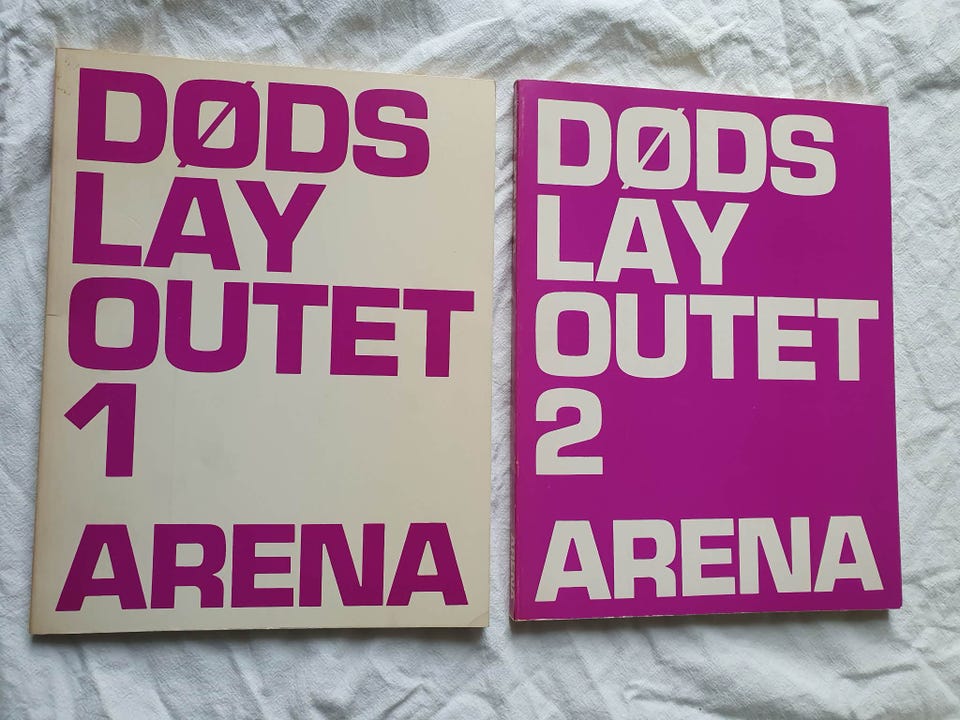 DØDS
LAY
OUTET
1
ARENA
DØDS
LAY
OUTET
2
ARENA